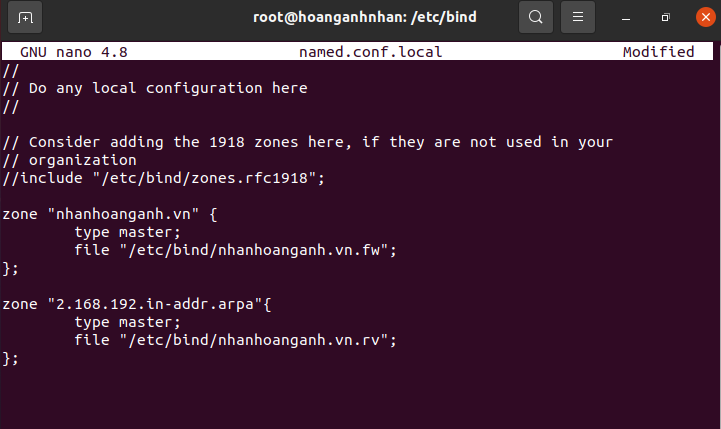 root@hoanganhnhan: /etc/bind
GNU nano 4.8 named.conf.local Modified
//
// Do any local configuration here
//
// Consider adding the 1918 zones here, if they are not used in your
// organization
//include "/etc/bind/zones.rfc1918";
zone "nhanhoanganh.vn" {
type master;
file "/etc/bind/nhanhoanganh.vn.fw";
};
zone "2.168.192.in-addr.arpa"{
type master;
file "/etc/bind/nhanhoanganh.vn.rv";
};